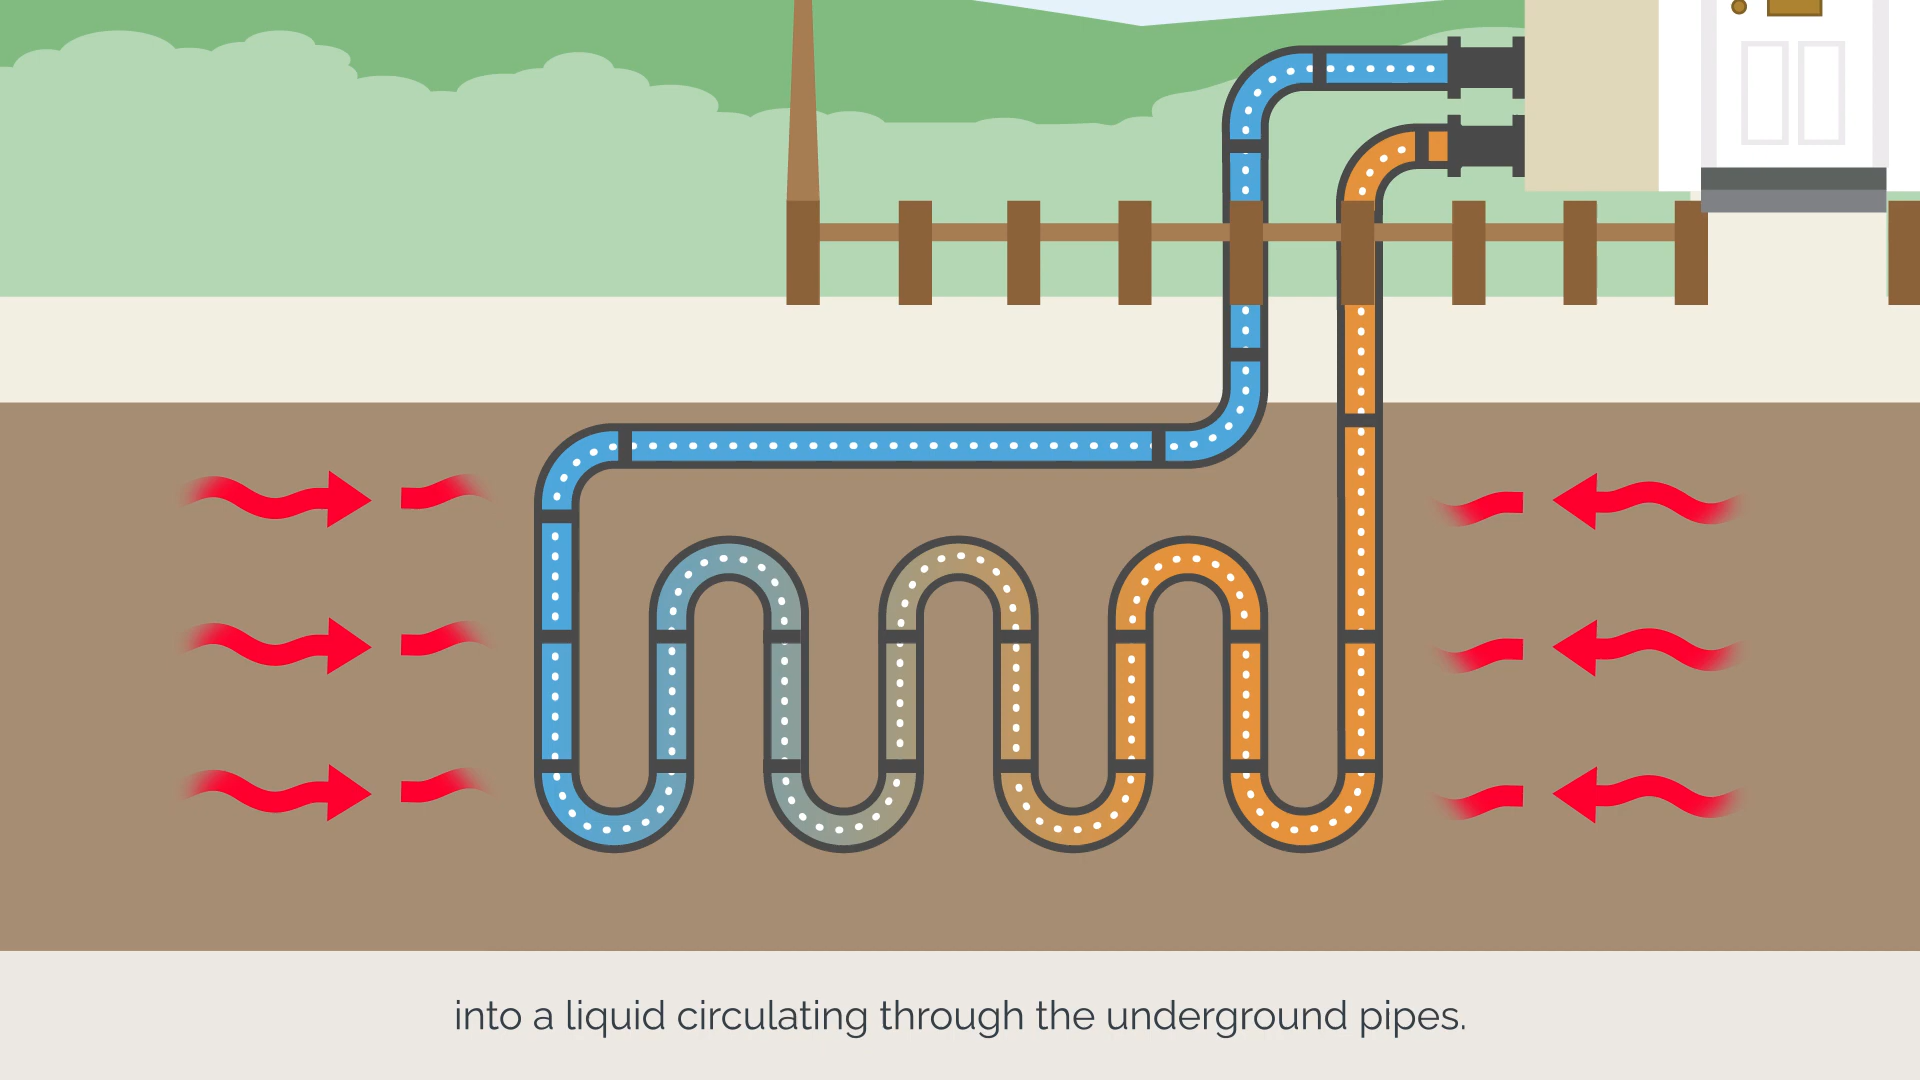 into a liquid circulating through the underground pipes.